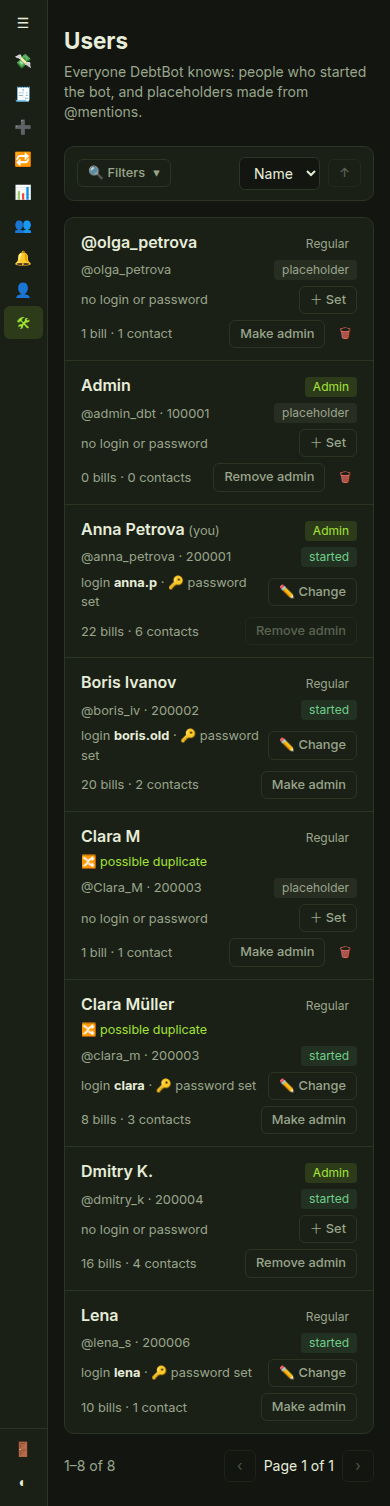 Users
Everyone DebtBot knows: people who started
the bot, and placeholders made from
@mentions.
Filters
Name
@olga_petrova Regular
@olga_petrova placeholder
no login or password + Set
1 bill · 1 contact Make admin
Admin Admin
@admin_dbt · 100001 placeholder
no login or password + Set
0 bills · 0 contacts Remove admin
Anna Petrova (you) Admin
@anna_petrova · 200001 started
login anna.p · 🔑 password
set ✏️ Change
22 bills · 6 contacts Remove admin
Boris Ivanov Regular
@boris_iv · 200002 started
login boris.old · 🔑 password
set ✏️ Change
20 bills · 2 contacts Make admin
Clara M Regular
🔀 possible duplicate
@Clara_M · 200003 placeholder
no login or password + Set
1 bill · 1 contact Make admin
Clara Müller Regular
🔀 possible duplicate
@clara_m · 200003 started
login clara · 🔑 password set ✏️ Change
8 bills · 3 contacts Make admin
Dmitry K. Admin
@dmitry_k · 200004 started
no login or password + Set
16 bills · 4 contacts Remove admin
Lena Regular
@lena_s · 200006 started
login lena · 🔑 password set ✏️ Change
10 bills · 1 contact Make admin
1–8 of 8 ‹ Page 1 of 1 ›